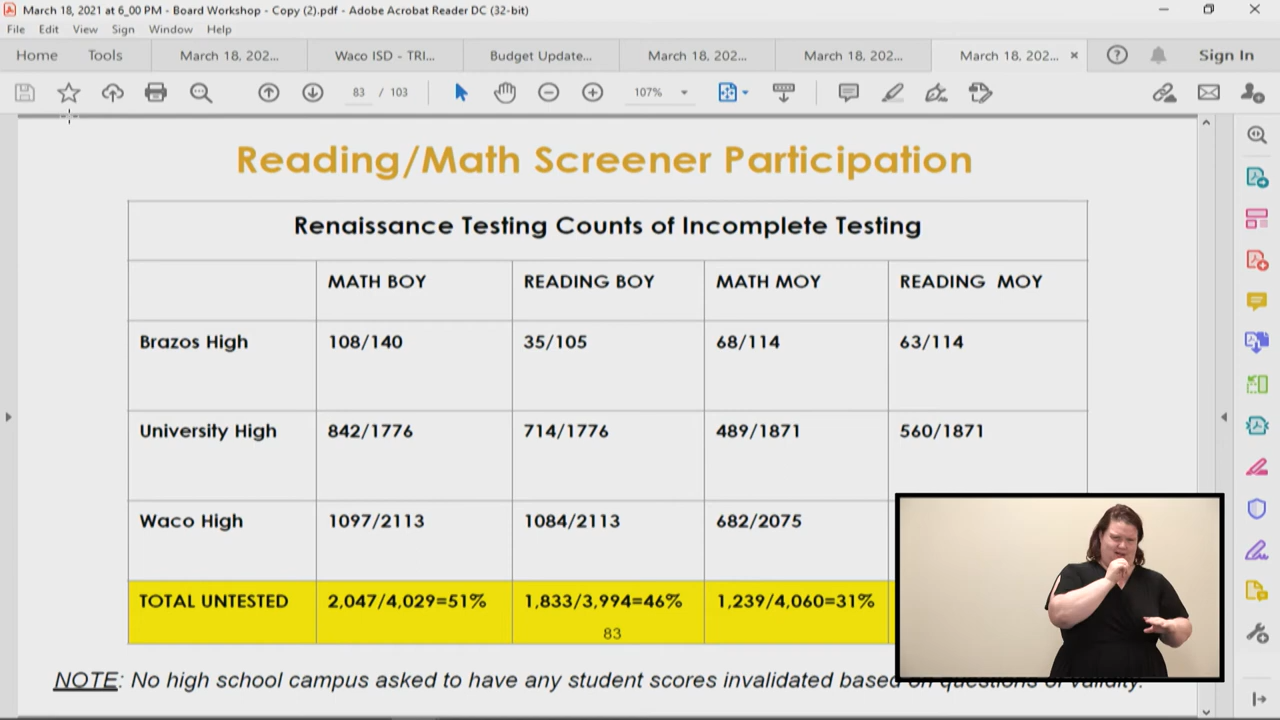 March 18, 2021 at 6_00 PM - Board Workshop - Copy (2).pdf - Adobe Acrobat Reader DC (32-bit)
File Edit View Sign Window Help
Home Tools March 18, 202... Waco ISD - TRI... Budget Update... March 18, 202... March 18, 202... March 18, 202... Sign In
83 / 103 107%
Reading/Math Screener Participation
Renaissance Testing Counts of Incomplete Testing
MATH BOY READING BOY MATH MOY READING MOY
Brazos High 108/140 35/105 68/114 63/114
University High 842/1776 714/1776 489/1871 560/1871
Waco High 1097/2113 1084/2113 682/2075
TOTAL UNTESTED 2,047/4,029=51% 1,833/3,994=46% 1,239/4,060=31%
83
NOTE: No high school campus asked to have any student scores invalidated based on questions of validity.